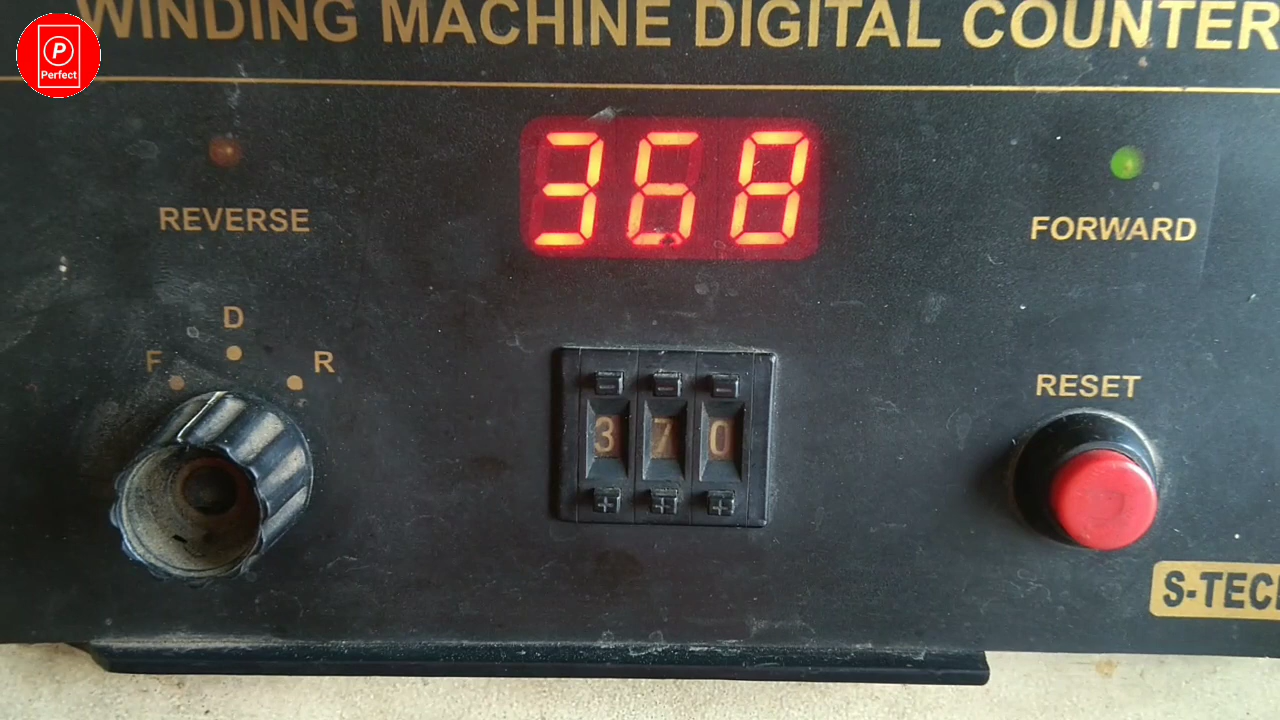 WINDING MACHINE DIGITAL COUNTER
P
Perfect
368
REVERSE
FORWARD
D
F
R
370
RESET
S-TEC